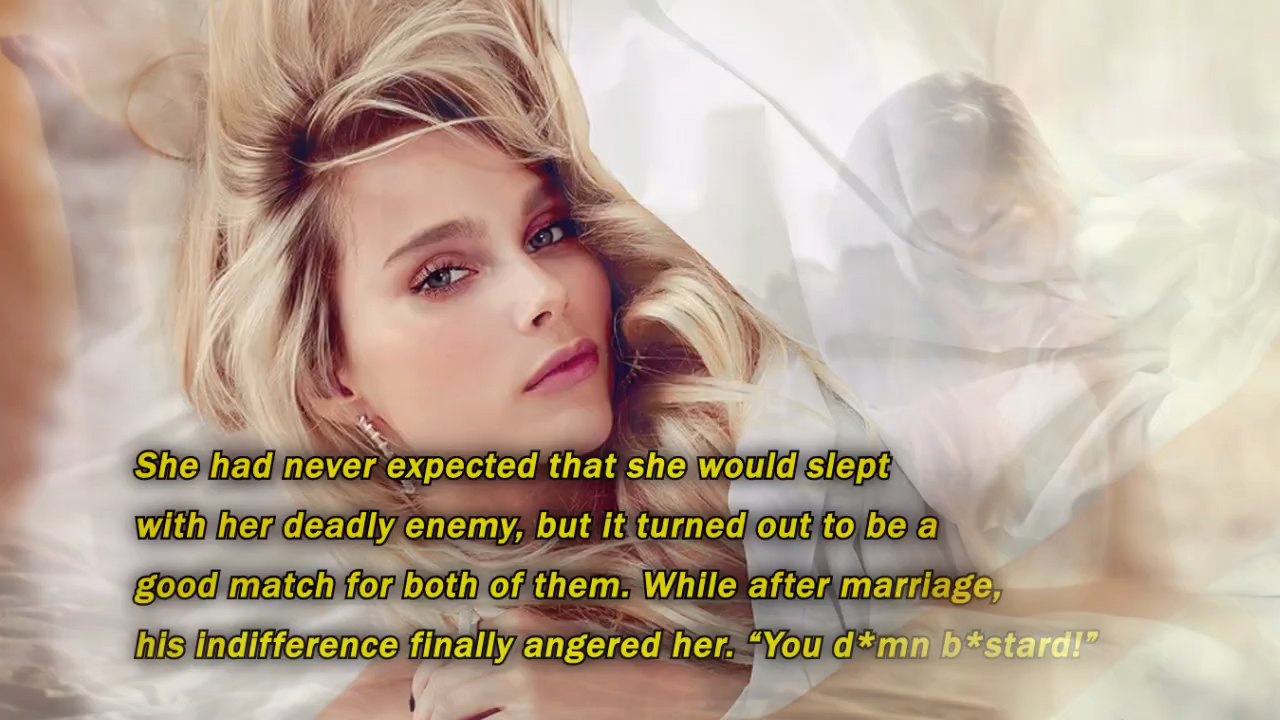 She had never expected that she would slept
with her deadly enemy, but it turned out to be a
good match for both of them. While after marriage,
his indifference finally angered her. “You d*mn b*stard!”